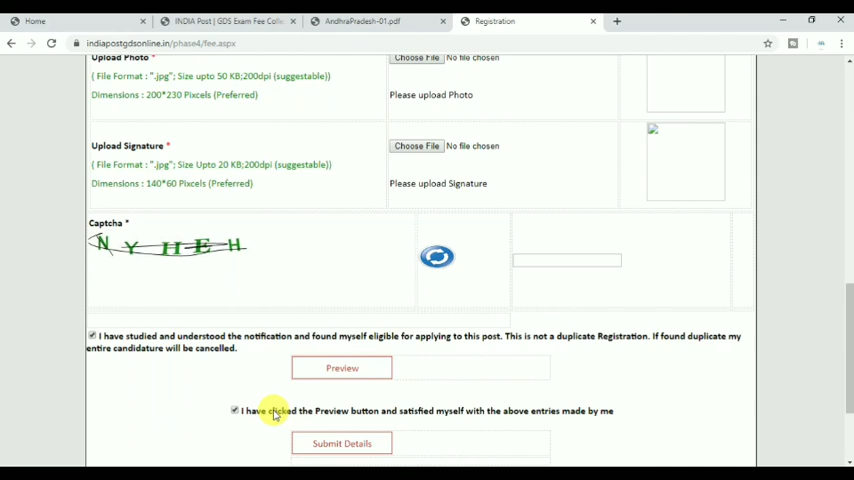 Home
INDIA Post | GDS Exam Fee Colle
AndhraPradesh-01.pdf
Registration
indiapostgdsonline.in/phase4/fee.aspx
Upload Photo *
( File Format : ".jpg"; Size upto 50 KB;200dpi (suggestable))
Dimensions : 200*230 Pixcels (Preferred)
Choose File No file chosen
Please upload Photo
Upload Signature *
( File Format : ".jpg"; Size Upto 20 KB;200dpi (suggestable))
Dimensions : 140*60 Pixcels (Preferred)
Choose File No file chosen
Please upload Signature
Captcha *
N Y H E H
I have studied and understood the notification and found myself eligible for applying to this post. This is not a duplicate Registration. If found duplicate my
entire candidature will be cancelled.
Preview
I have clicked the Preview button and satisfied myself with the above entries made by me
Submit Details